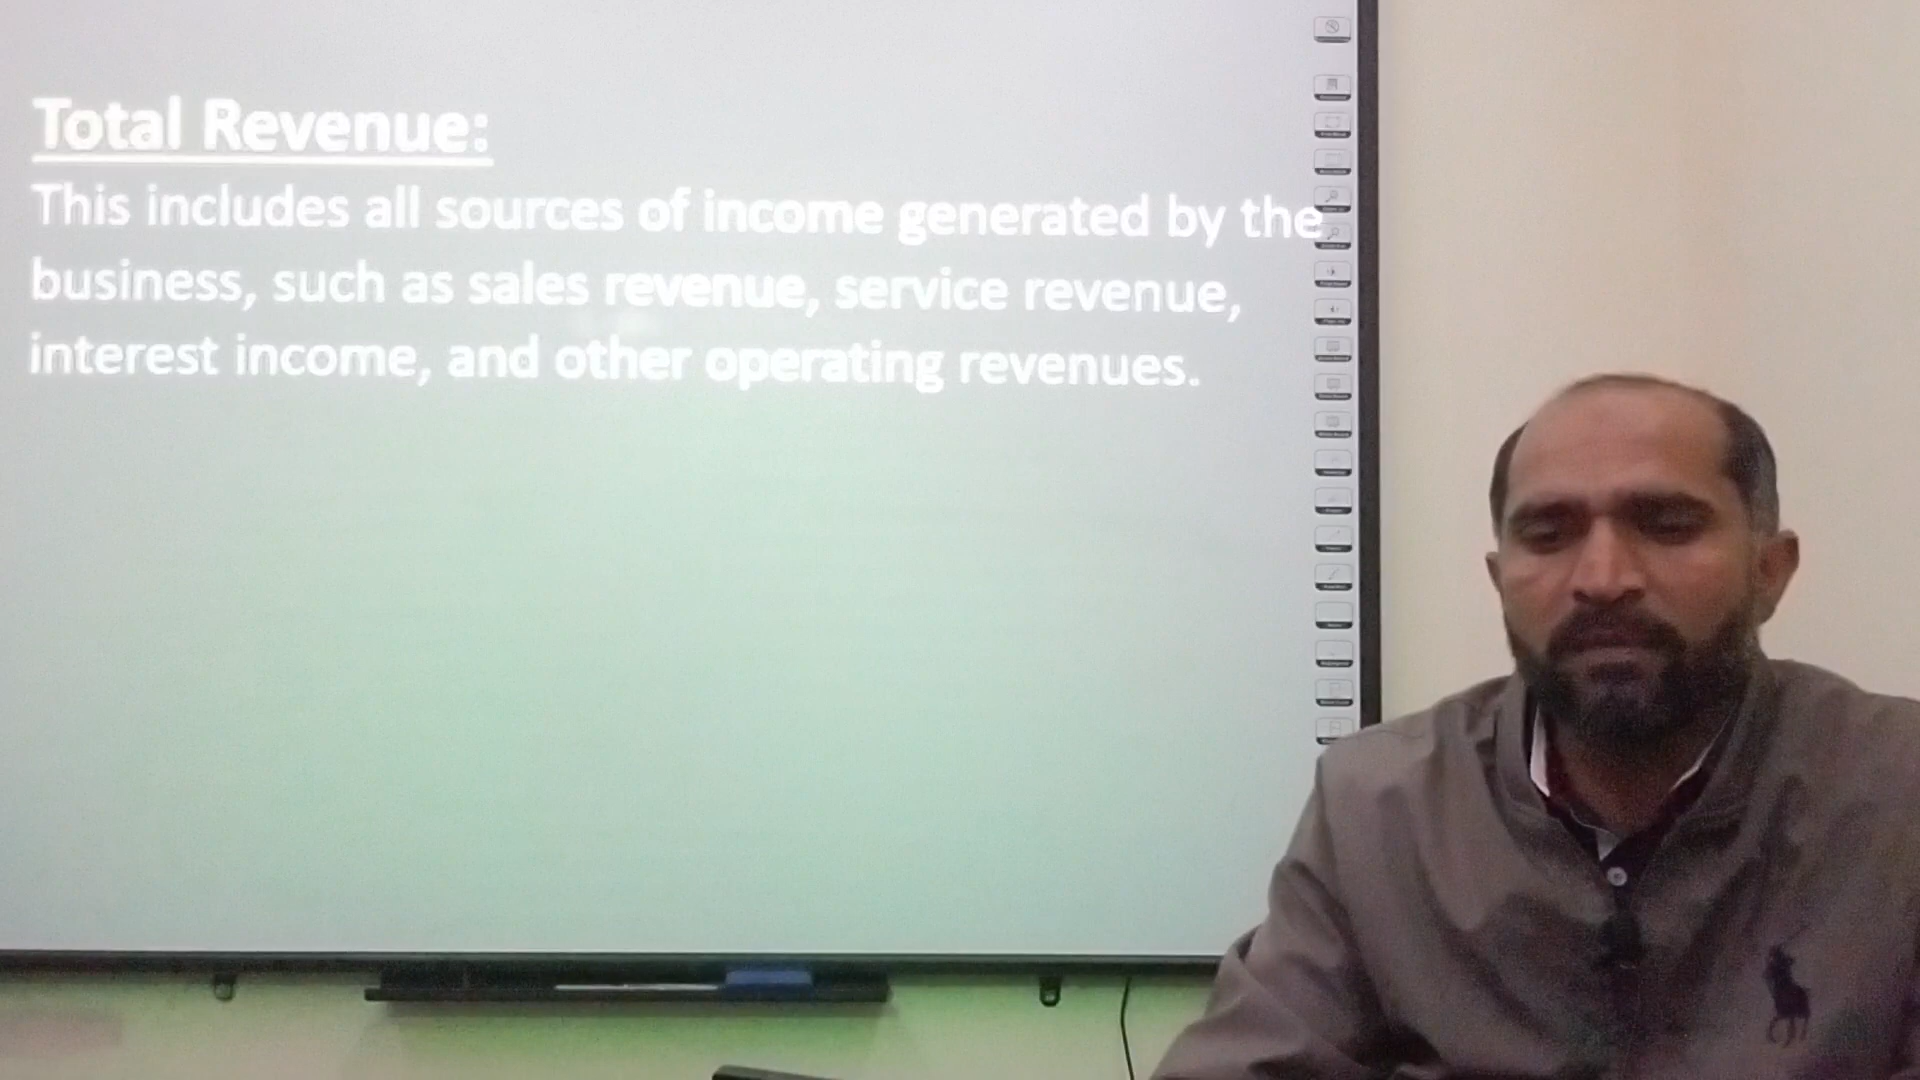 Total Revenue:
This includes all sources of income generated by the
business, such as sales revenue, service revenue,
interest income, and other operating revenues.